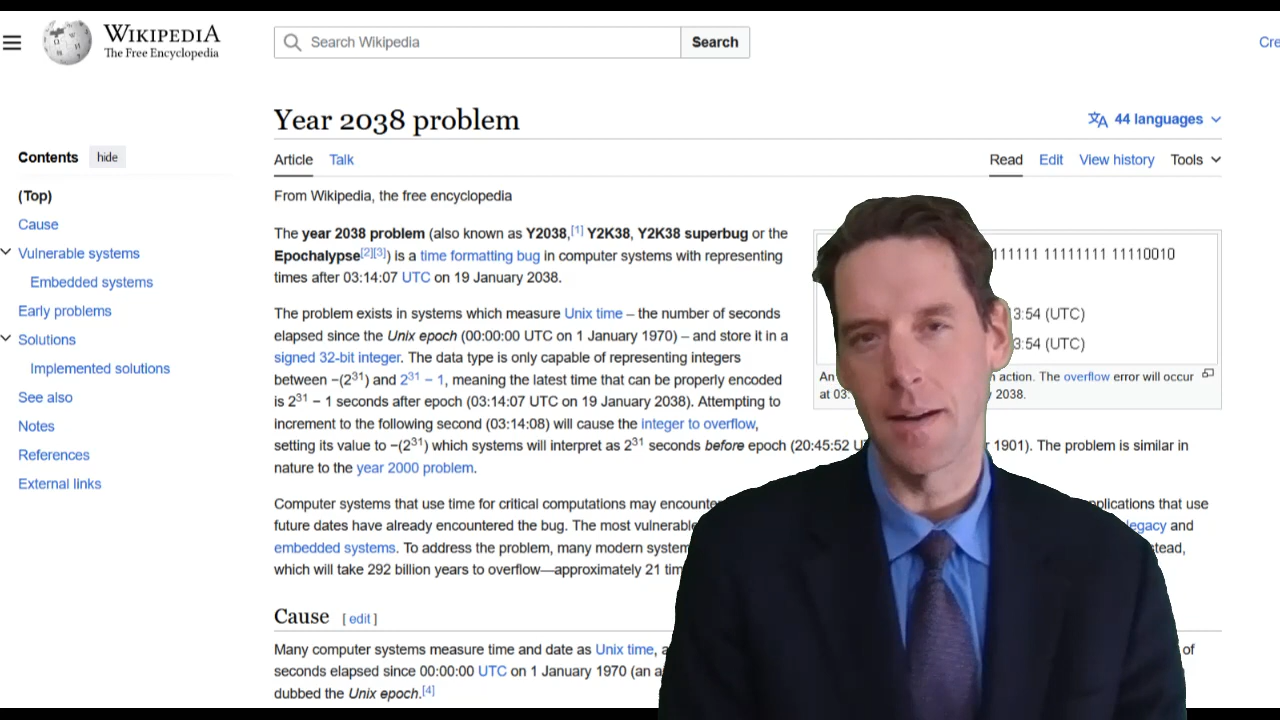 WIKIPEDIA
The Free Encyclopedia
Search Wikipedia
Search
Cre
Year 2038 problem
44 languages
Contents hide
Article Talk
Read Edit View history Tools
(Top)
Cause
Vulnerable systems
Embedded systems
Early problems
Solutions
Implemented solutions
See also
Notes
References
External links
From Wikipedia, the free encyclopedia
The year 2038 problem (also known as Y2038,[1] Y2K38, Y2K38 superbug or the
Epochalypse[2][3]) is a time formatting bug in computer systems with representing
times after 03:14:07 UTC on 19 January 2038.
The problem exists in systems which measure Unix time – the number of seconds
elapsed since the Unix epoch (00:00:00 UTC on 1 January 1970) – and store it in a
signed 32-bit integer. The data type is only capable of representing integers
between −(2³¹) and 2³¹ − 1, meaning the latest time that can be properly encoded
is 2³¹ − 1 seconds after epoch (03:14:07 on 19 January 2038). Attempting to
increment to the following second (03:14:08) will cause the integer to overflow,
setting its value to −(2³¹) which systems will interpret as 2³¹ seconds before epoch (20:45:52 1901). The problem is similar in
nature to the year 2000 problem.
111111 11111111 11110010
3:54 (UTC)
3:54 (UTC)
An action. The overflow error will occur
at 03: 2038.
Computer systems that use time for critical computations may that use
future dates have already encountered the bug. The most legacy and
embedded systems. To address the problem, many modern
which will take 292 billion years to overflow—approximately 21
Cause [ edit ]
Many computer systems measure time and date as Unix time, of
seconds elapsed since 00:00:00 UTC on 1 January 1970 (an
dubbed the Unix epoch.[4]